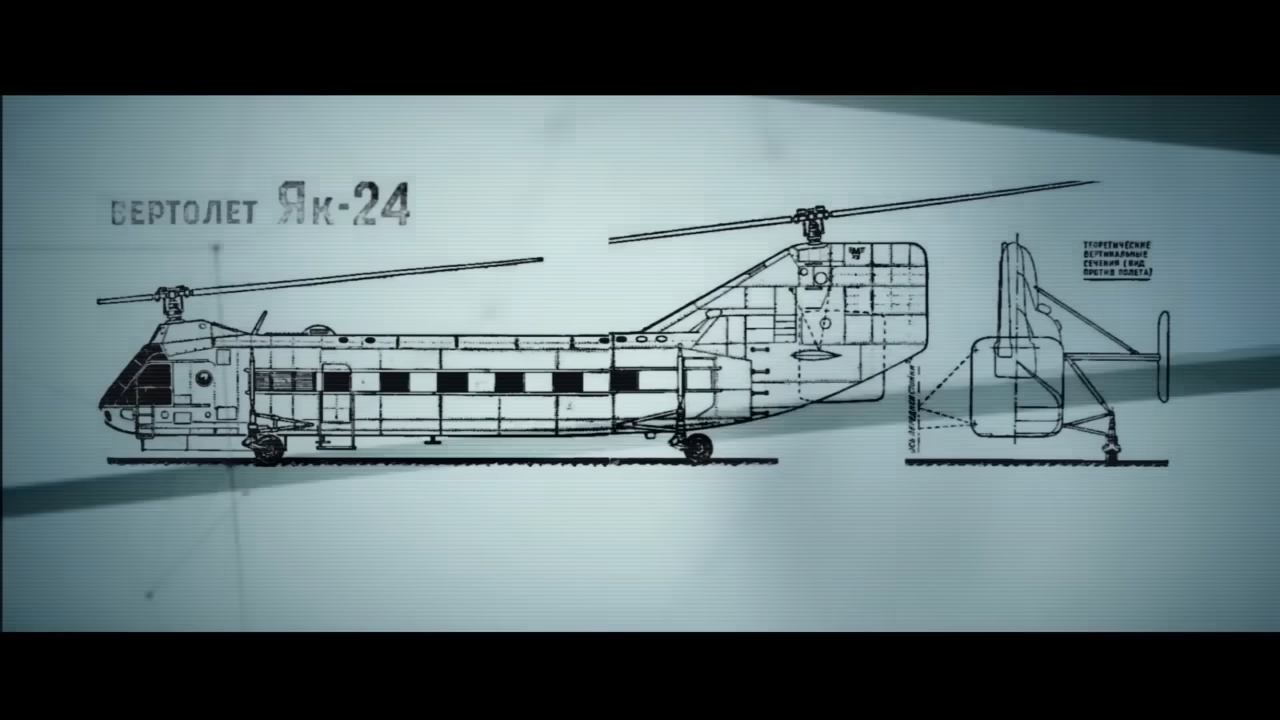 ВЕРТОЛЕТ Як-24
ТЕОРЕТИЧЕСКИЕ
ВЕРТИКАЛЬНЫЕ
СЕЧЕНИЯ (ВИД
ПРОТИВ ПОЛЕТА)